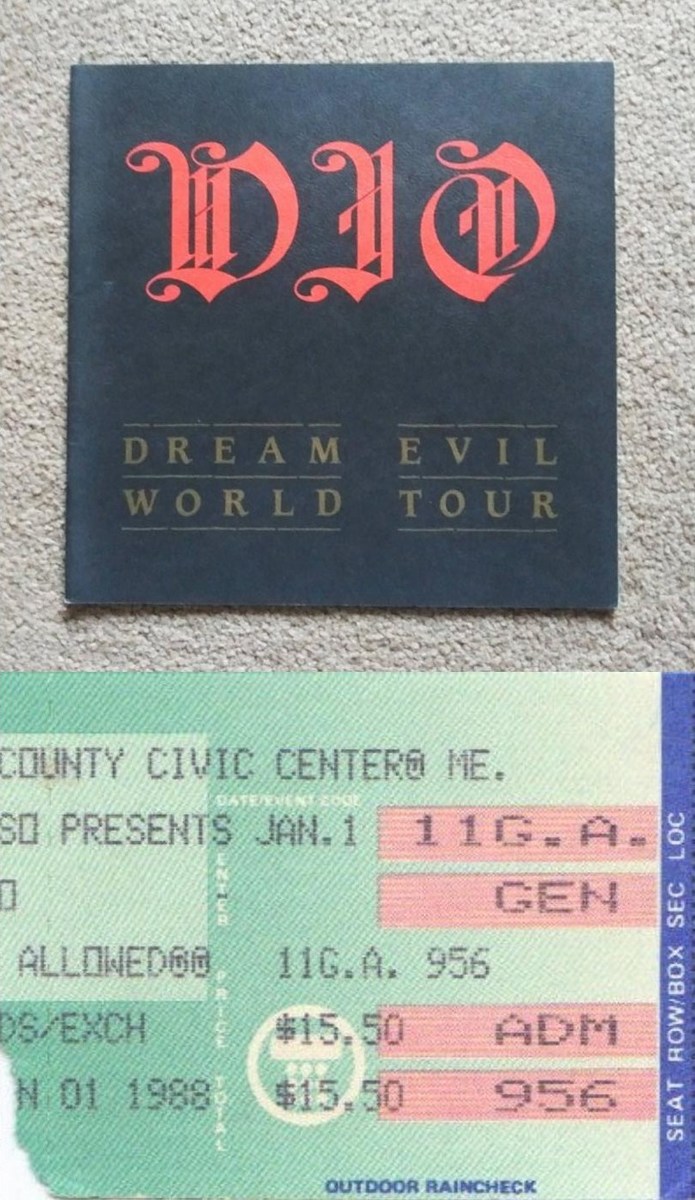 DIO
DREAM EVIL
WORLD TOUR
COUNTY CIVIC CENTER@ ME.
DATE/EVENT CODE
SO PRESENTS JAN.1 11G.A.
O GEN
ALLOWED@@ 11G.A. 956
DS/EXCH $15.50 ADM
N 01 1988 $15.50 956
PRICE TOTAL
SEAT ROW/BOX SEC LOC
OUTDOOR RAINCHECK